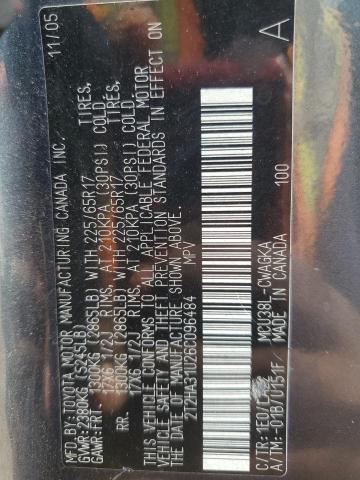 MFD.BY:TOYOTA MOTOR MANUFACTURING CANADA INC. 11/05
GVWR:2380KG (5245LB)
GAWR:FRT. 1300KG (2865LB) WITH 225/65R17 TIRES,
17X6 1/2J RIMS, AT 210KPA (30PSI) COLD
RR. 1300KG (2865LB) WITH 225/65R17 TIRES,
17X6 1/2J RIMS, AT 210KPA (30PSI) COLD
THIS VEHICLE CONFORMS TO ALL APPLICABLE FEDERAL MOTOR
VEHICLE SAFETY AND THEFT PREVENTION STANDARDS IN EFFECT ON
THE DATE OF MANUFACTURE SHOWN ABOVE.
2T2HA31U26C096484 MPV
A
C/TR:1E0/ MCU38L-CWAGKA
A/TM:-01B/U151F MADE IN CANADA 100